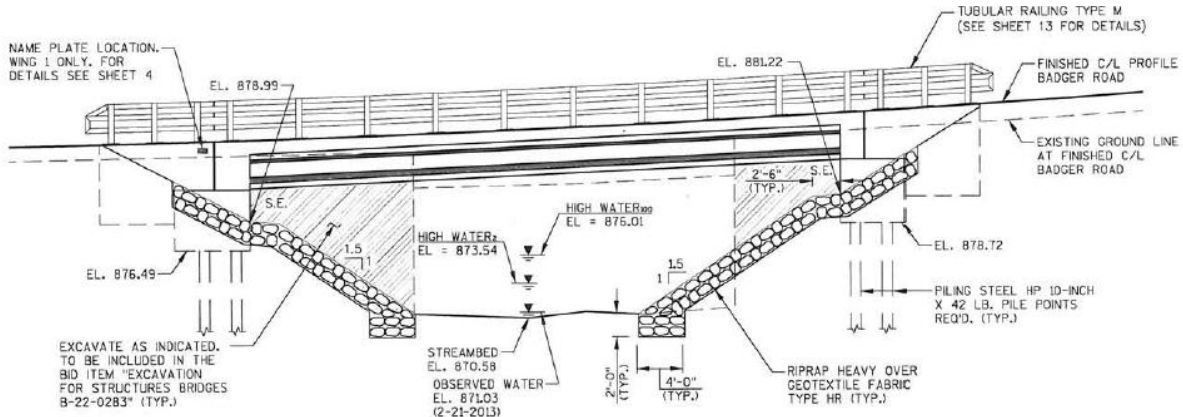 TUBULAR RAILING TYPE M
(SEE SHEET 13 FOR DETAILS)
NAME PLATE LOCATION.
WING 1 ONLY. FOR
DETAILS SEE SHEET 4
EL. 878.99
EL. 881.22
FINISHED C/L PROFILE
BADGER ROAD
EXISTING GROUND LINE
AT FINISHED C/L
BADGER ROAD
2'-6"
(TYP.)
S.E.
S.E.
HIGH WATER100
EL = 876.01
HIGH WATER2
EL = 873.54
1.5
1
1.5
1
EL. 876.49
EL. 878.72
PILING STEEL HP 10-INCH
X 42 LB. PILE POINTS
REQ'D. (TYP.)
EXCAVATE AS INDICATED.
TO BE INCLUDED IN THE
BID ITEM "EXCAVATION
FOR STRUCTURES BRIDGES
B-22-0283" (TYP.)
STREAMBED
EL. 870.58
OBSERVED WATER
EL. 871.03
(2-21-2013)
2'-0"
(TYP.)
4'-0"
(TYP.)
RIPRAP HEAVY OVER
GEOTEXTILE FABRIC
TYPE HR (TYP.)